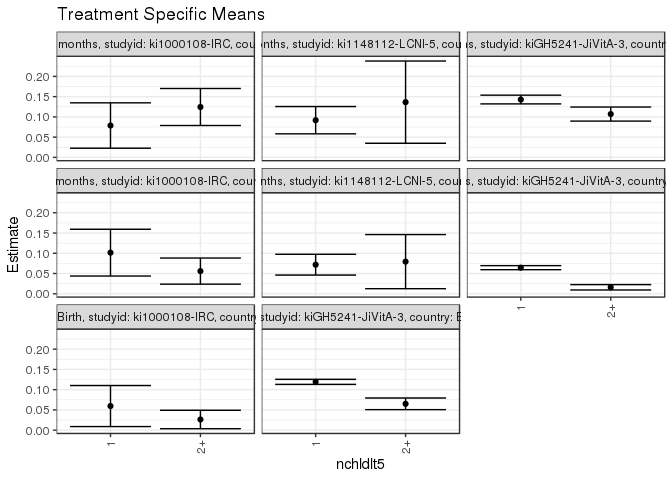 Treatment Specific Means
months, studyid: ki1000108-IRC, cou
nths, studyid: ki1148112-LCNI-5, cou
s, studyid: kiGH5241-JiVitA-3, countr
0.20
0.15
0.10
0.05
0.00
months, studyid: ki1000108-IRC, cou
nths, studyid: ki1148112-LCNI-5, cou
s, studyid: kiGH5241-JiVitA-3, countr
0.20
0.15
0.10
0.05
0.00
1
2+
Birth, studyid: ki1000108-IRC, country
studyid: kiGH5241-JiVitA-3, country: B
0.20
0.15
0.10
0.05
0.00
1
2+
1
2+
Estimate
nchldlt5